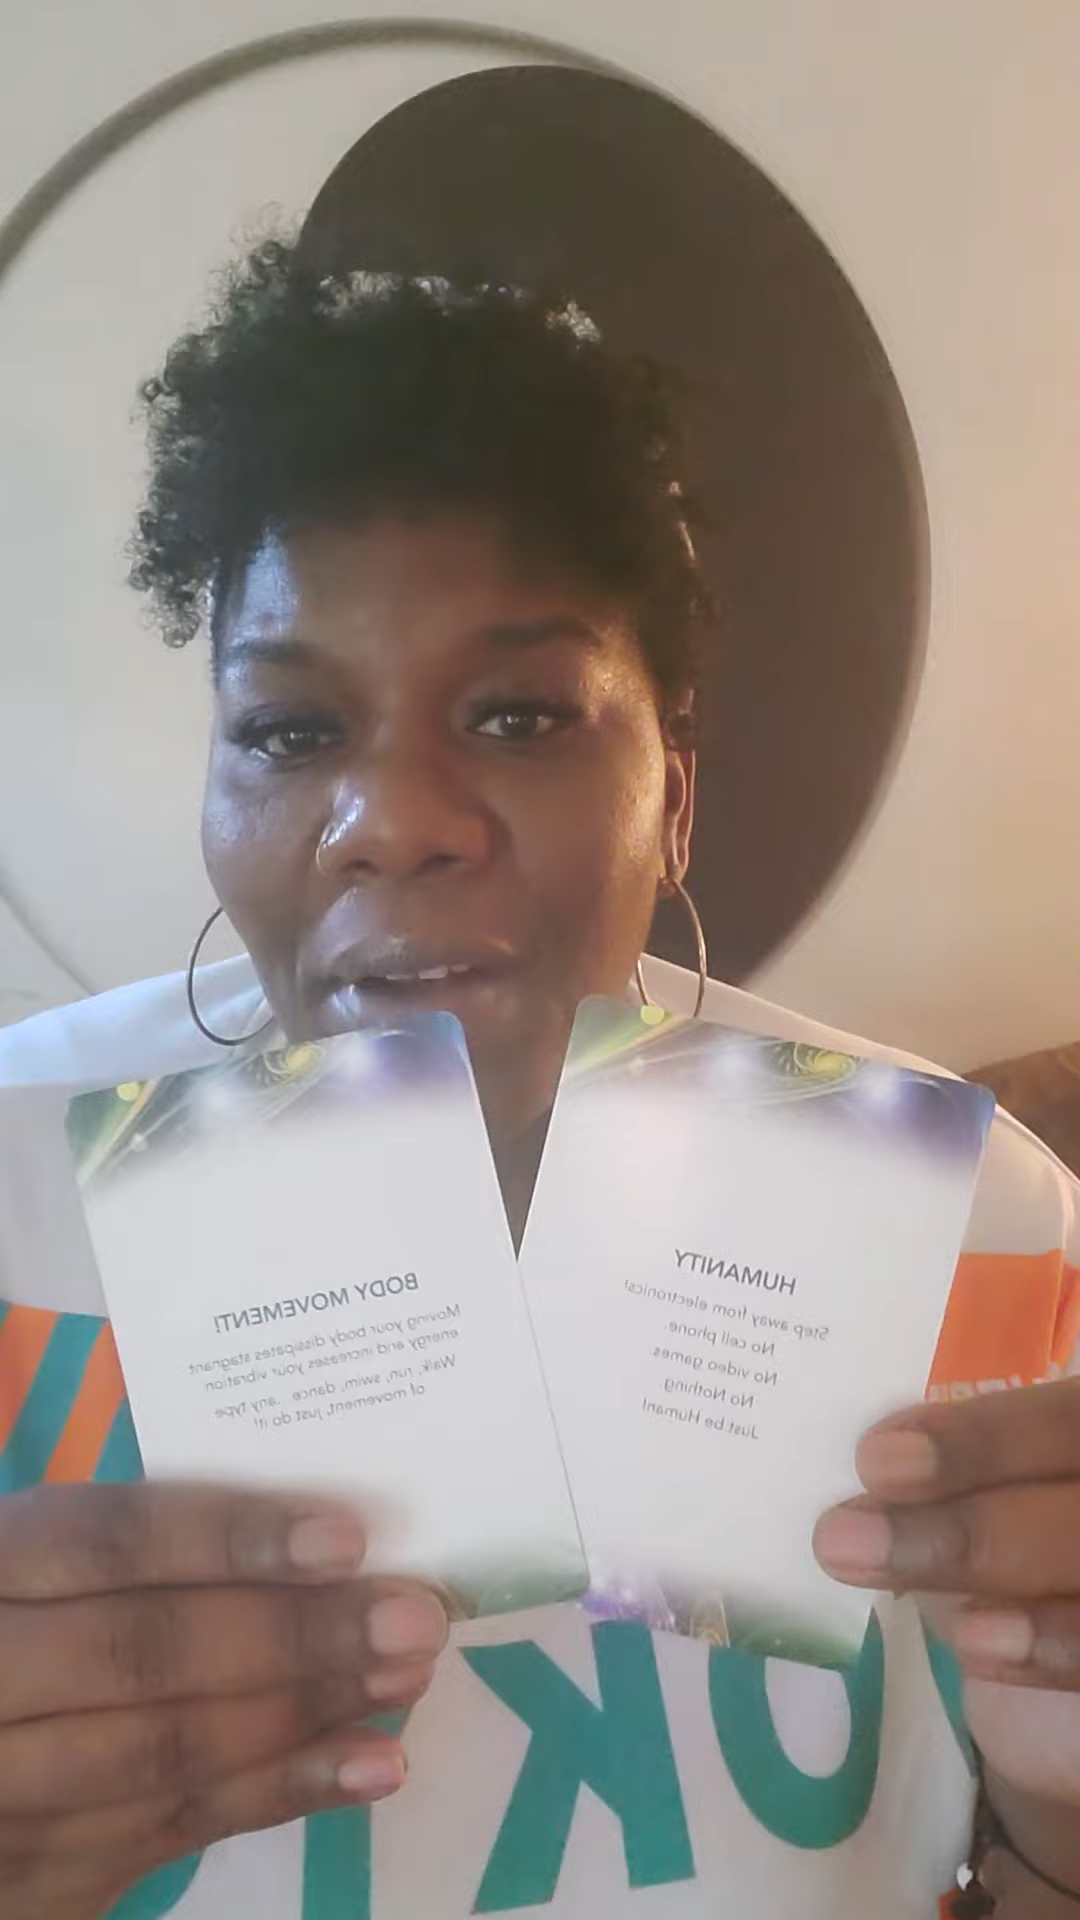 BODY MOVEMENT!
Moving your body dissipates stagnant
energy and increases your vibration
Walk, run, swim, dance...any type
of movement, just do it!
HUMANITY
Step away from electronics!
No cell phone.
No video games.
No Nothing.
Just be Human!
OK